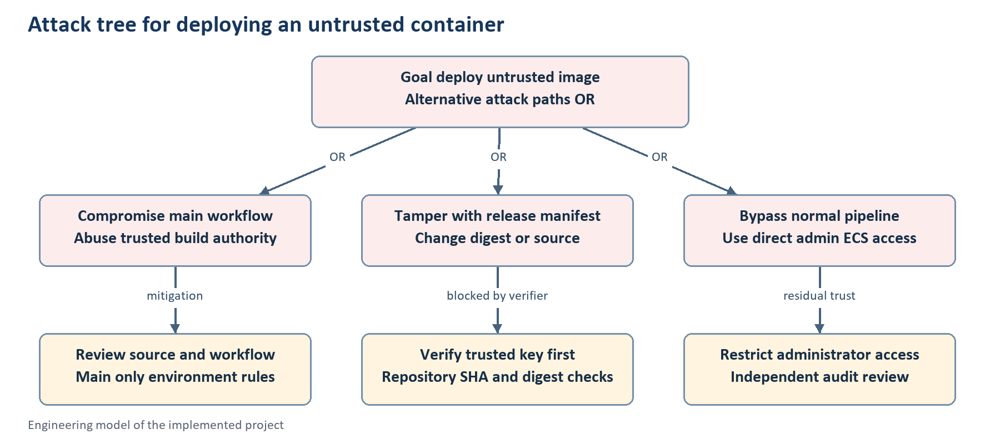 Attack tree for deploying an untrusted container
Goal deploy untrusted image
Alternative attack paths OR
OR
OR
OR
Compromise main workflow
Abuse trusted build authority
Tamper with release manifest
Change digest or source
Bypass normal pipeline
Use direct admin ECS access
mitigation
blocked by verifier
residual trust
Review source and workflow
Main only environment rules
Verify trusted key first
Repository SHA and digest checks
Restrict administrator access
Independent audit review
Engineering model of the implemented project